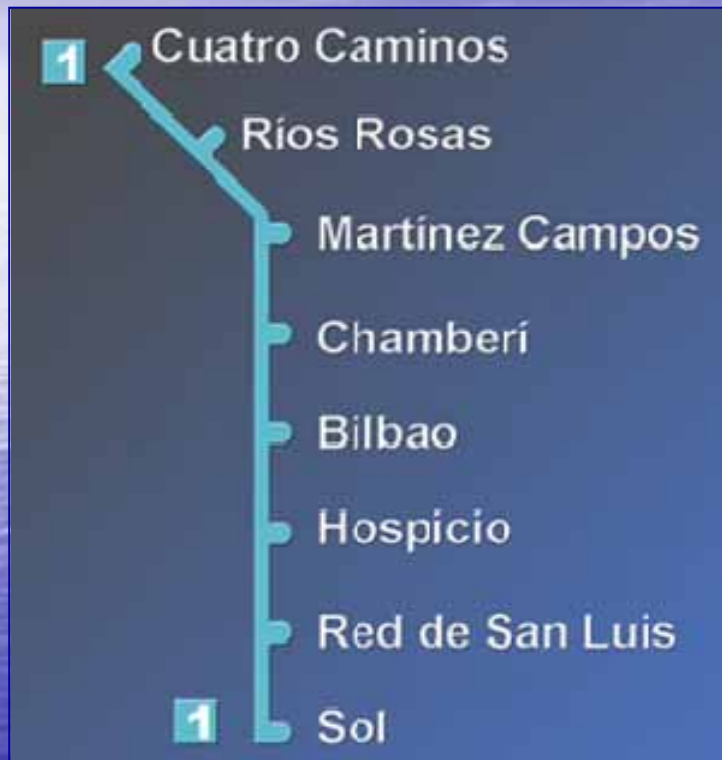 1 Cuatro Caminos
Ríos Rosas
Martínez Campos
Chamberí
Bilbao
Hospicio
Red de San Luis
1 Sol